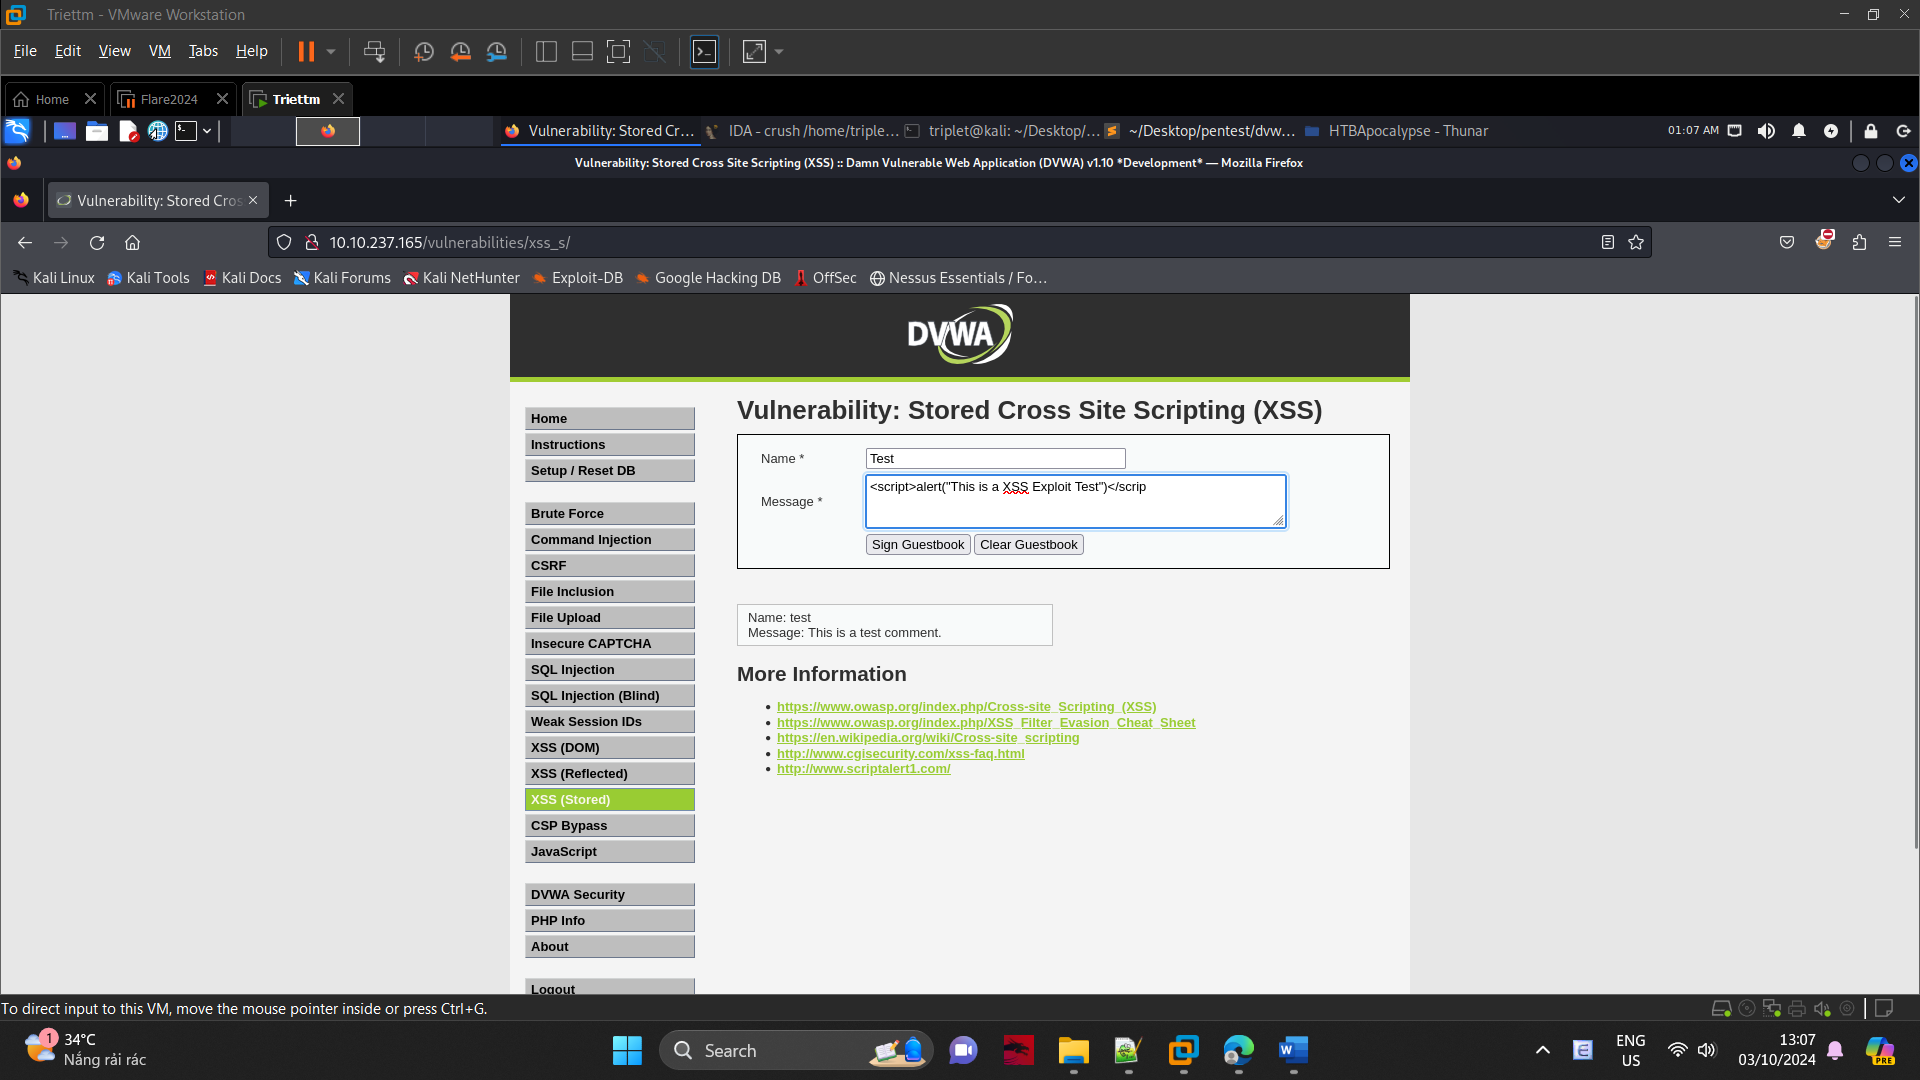 Triettm - VMware Workstation
File Edit View VM Tabs Help
Home Flare2024 Triettm
Vulnerability: Stored Cr... IDA - crush /home/triple... triplet@kali: ~/Desktop/... ~/Desktop/pentest/dvw... HTBApocalypse - Thunar 01:07 AM
Vulnerability: Stored Cross Site Scripting (XSS) :: Damn Vulnerable Web Application (DVWA) v1.10 *Development* — Mozilla Firefox
Vulnerability: Stored Cros
10.10.237.165/vulnerabilities/xss_s/
Kali Linux Kali Tools Kali Docs Kali Forums Kali NetHunter Exploit-DB Google Hacking DB OffSec Nessus Essentials / Fo...
DVWA
Home
Instructions
Setup / Reset DB
Brute Force
Command Injection
CSRF
File Inclusion
File Upload
Insecure CAPTCHA
SQL Injection
SQL Injection (Blind)
Weak Session IDs
XSS (DOM)
XSS (Reflected)
XSS (Stored)
CSP Bypass
JavaScript
DVWA Security
PHP Info
About
Logout
Vulnerability: Stored Cross Site Scripting (XSS)
Name * Test
Message * <script>alert("This is a XSS Exploit Test")</scrip
Sign Guestbook Clear Guestbook
Name: test
Message: This is a test comment.
More Information
https://www.owasp.org/index.php/Cross-site_Scripting_(XSS)
https://www.owasp.org/index.php/XSS_Filter_Evasion_Cheat_Sheet
https://en.wikipedia.org/wiki/Cross-site_scripting
http://www.cgisecurity.com/xss-faq.html
http://www.scriptalert1.com/
To direct input to this VM, move the mouse pointer inside or press Ctrl+G.
1 34°C
Nắng rải rác
Search
ENG
US
13:07
03/10/2024
PRE